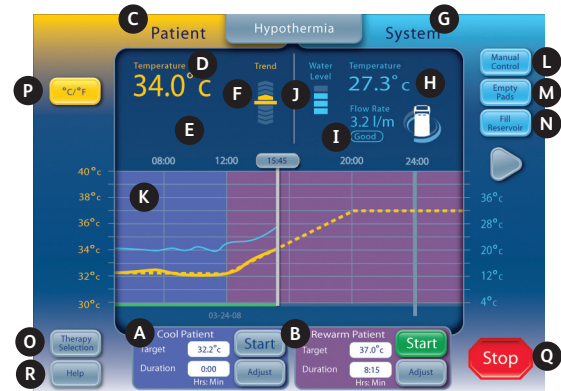 C
Patient
Hypothermia
System
G
Temperature
D
34.0°c
Trend
F
J
Water
Level
Temperature
27.3°c
H
Flow Rate
3.2 l/m
Good
I
E
P
°C/°F
Manual
Control
L
Empty
Pads
M
Fill
Reservoir
N
08:00
12:00
15:45
20:00
24:00
K
40°c
38°c
36°c
34°c
32°c
30°c
36°c
28°c
20°c
12°c
4°c
03-24-08
O
Therapy
Selection
R
Help
A
Cool Patient
Target
32.2°c
Start
Duration
0:00
Hrs: Min
Adjust
B
Rewarm Patient
Target
37.0°c
Start
Duration
8:15
Hrs: Min
Adjust
Stop
Q